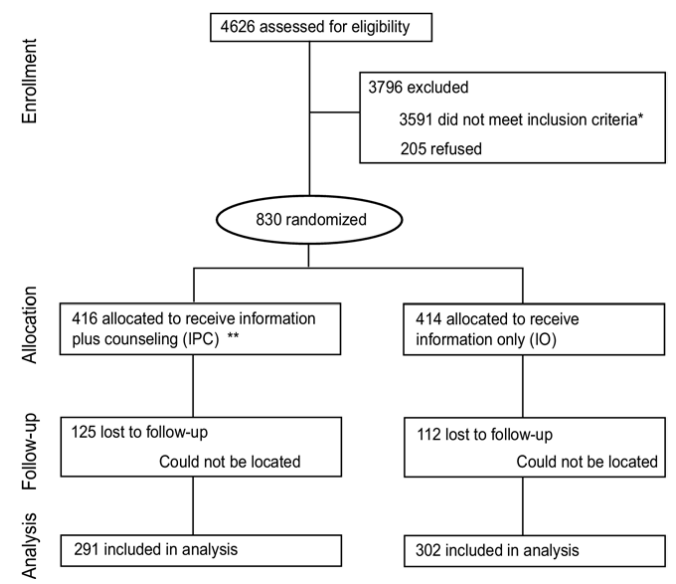 Enrollment
4626 assessed for eligibility
3796 excluded
3591 did not meet inclusion criteria*
205 refused
830 randomized
Allocation
416 allocated to receive information
plus counseling (IPC) **
414 allocated to receive
information only (IO)
Follow-up
125 lost to follow-up
Could not be located
112 lost to follow-up
Could not be located
Analysis
291 included in analysis
302 included in analysis